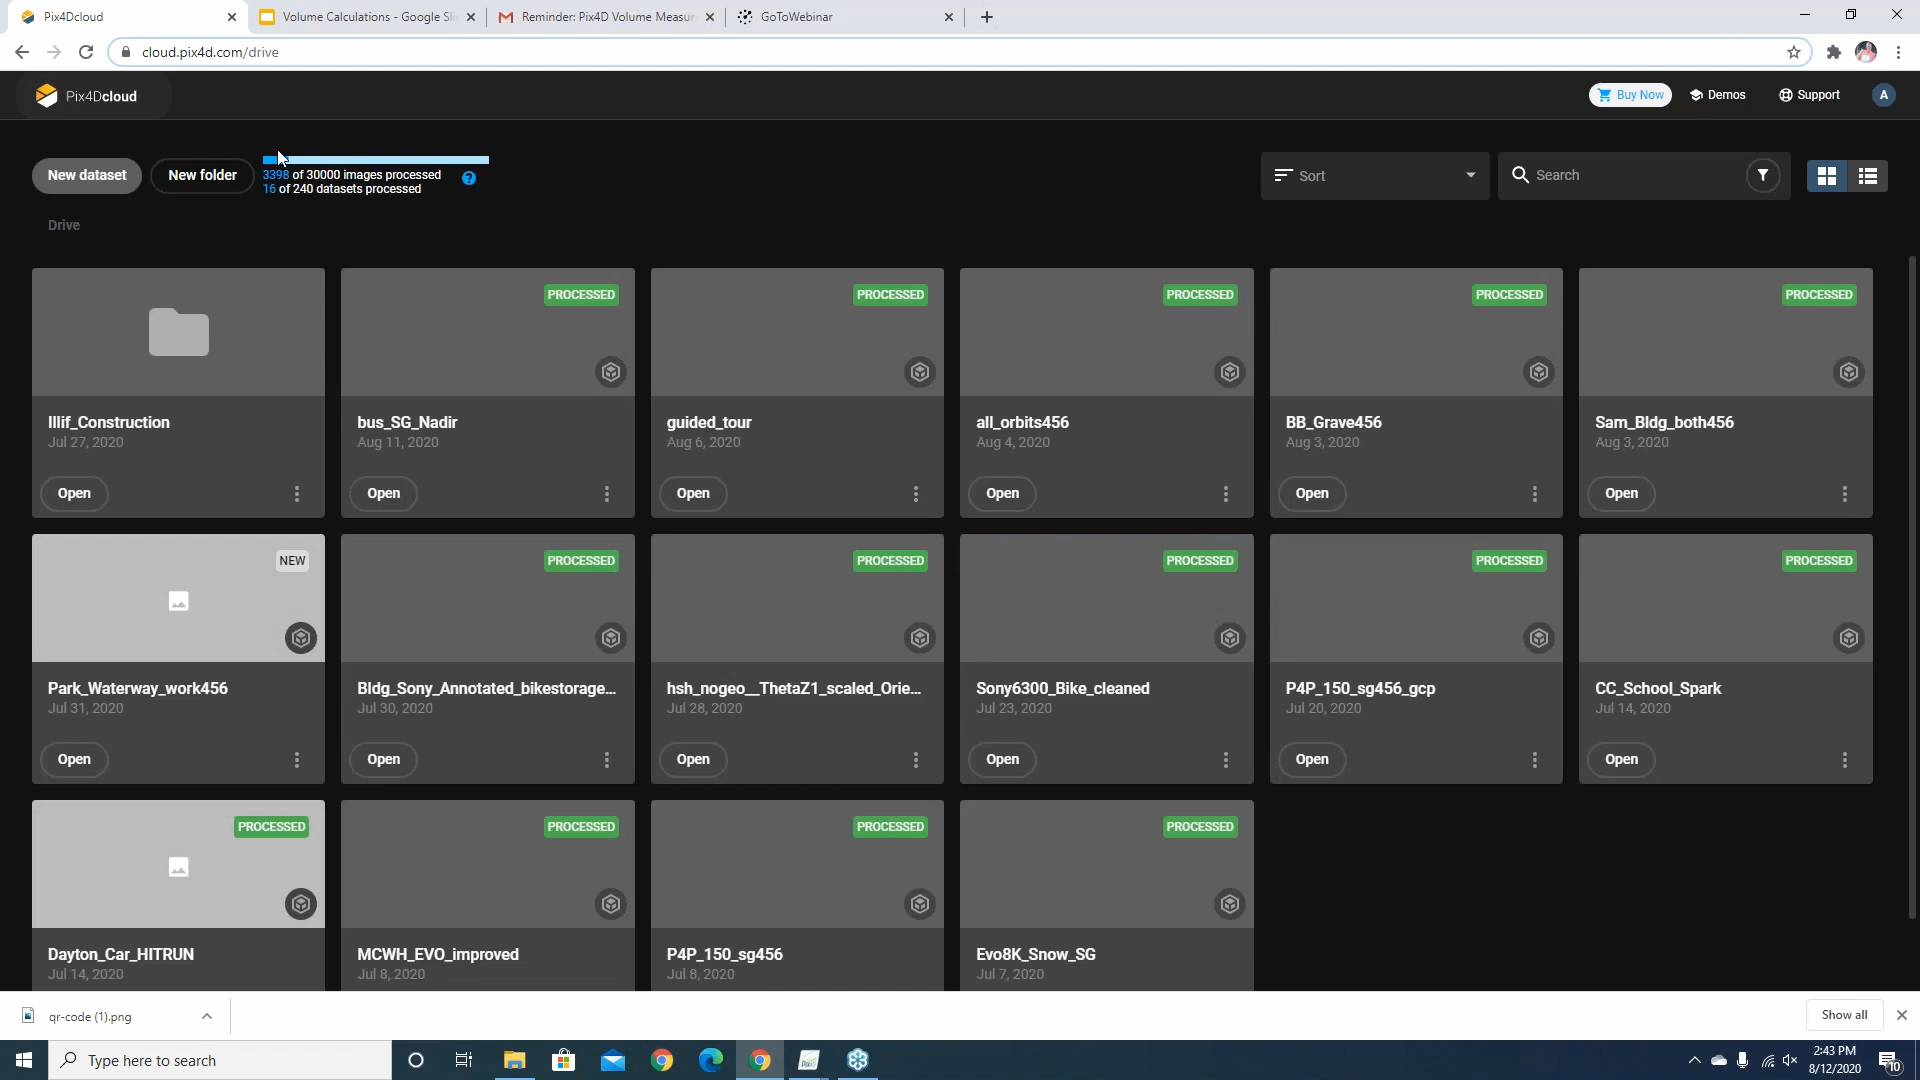 Pix4Dcloud
Volume Calculations - Google Sli
Reminder: Pix4D Volume Measur
GoToWebinar
cloud.pix4d.com/drive
Pix4Dcloud
Buy Now
Demos
Support
A
New dataset
New folder
3398 of 30000 images processed
16 of 240 datasets processed
?
Sort
Search
Drive
Illif_Construction
Jul 27, 2020
Open
PROCESSED
bus_SG_Nadir
Aug 11, 2020
Open
PROCESSED
guided_tour
Aug 6, 2020
Open
PROCESSED
all_orbits456
Aug 4, 2020
Open
PROCESSED
BB_Grave456
Aug 3, 2020
Open
PROCESSED
Sam_Bldg_both456
Aug 3, 2020
Open
NEW
Park_Waterway_work456
Jul 31, 2020
Open
PROCESSED
Bldg_Sony_Annotated_bikestorage...
Jul 30, 2020
Open
PROCESSED
hsh_nogeo__ThetaZ1_scaled_Orie...
Jul 28, 2020
Open
PROCESSED
Sony6300_Bike_cleaned
Jul 23, 2020
Open
PROCESSED
P4P_150_sg456_gcp
Jul 20, 2020
Open
PROCESSED
CC_School_Spark
Jul 14, 2020
Open
PROCESSED
Dayton_Car_HITRUN
Jul 14, 2020
PROCESSED
MCWH_EVO_improved
Jul 8, 2020
PROCESSED
P4P_150_sg456
Jul 8, 2020
PROCESSED
Evo8K_Snow_SG
Jul 7, 2020
qr-code (1).png
Show all
Type here to search
2:43 PM
8/12/2020
10